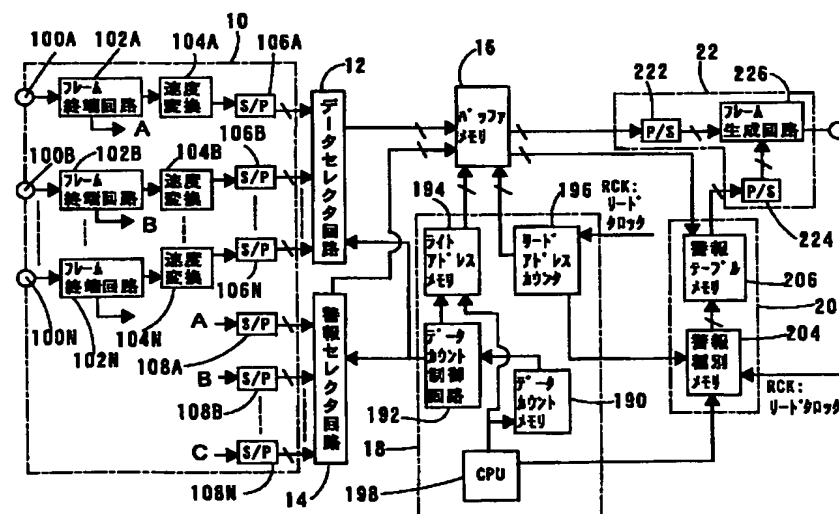 10
100A
102A
104A
106A
フレーム
終端回路
速度
変換
S/P
A
12
データセレクタ回路
16
バッファ
メモリ
22
222
226
P/S
フレーム
生成回路
P/S
224
100B
102B
104B
106B
フレーム
終端回路
速度
変換
S/P
B
100N
102N
104N
106N
フレーム
終端回路
速度
変換
S/P
194
196
ライト
アドレス
メモリ
リード
アドレス
カウンタ
RCK:
リード
クロック
警報
テーブル
メモリ
206
20
204
警報
種別
メモリ
RCK:
リードクロック
A
S/P
108A
B
S/P
108B
C
S/P
108N
警報セレクタ回路
14
データ
カウント
制御
回路
192
データ
カウント
メモリ
190
18
198
CPU